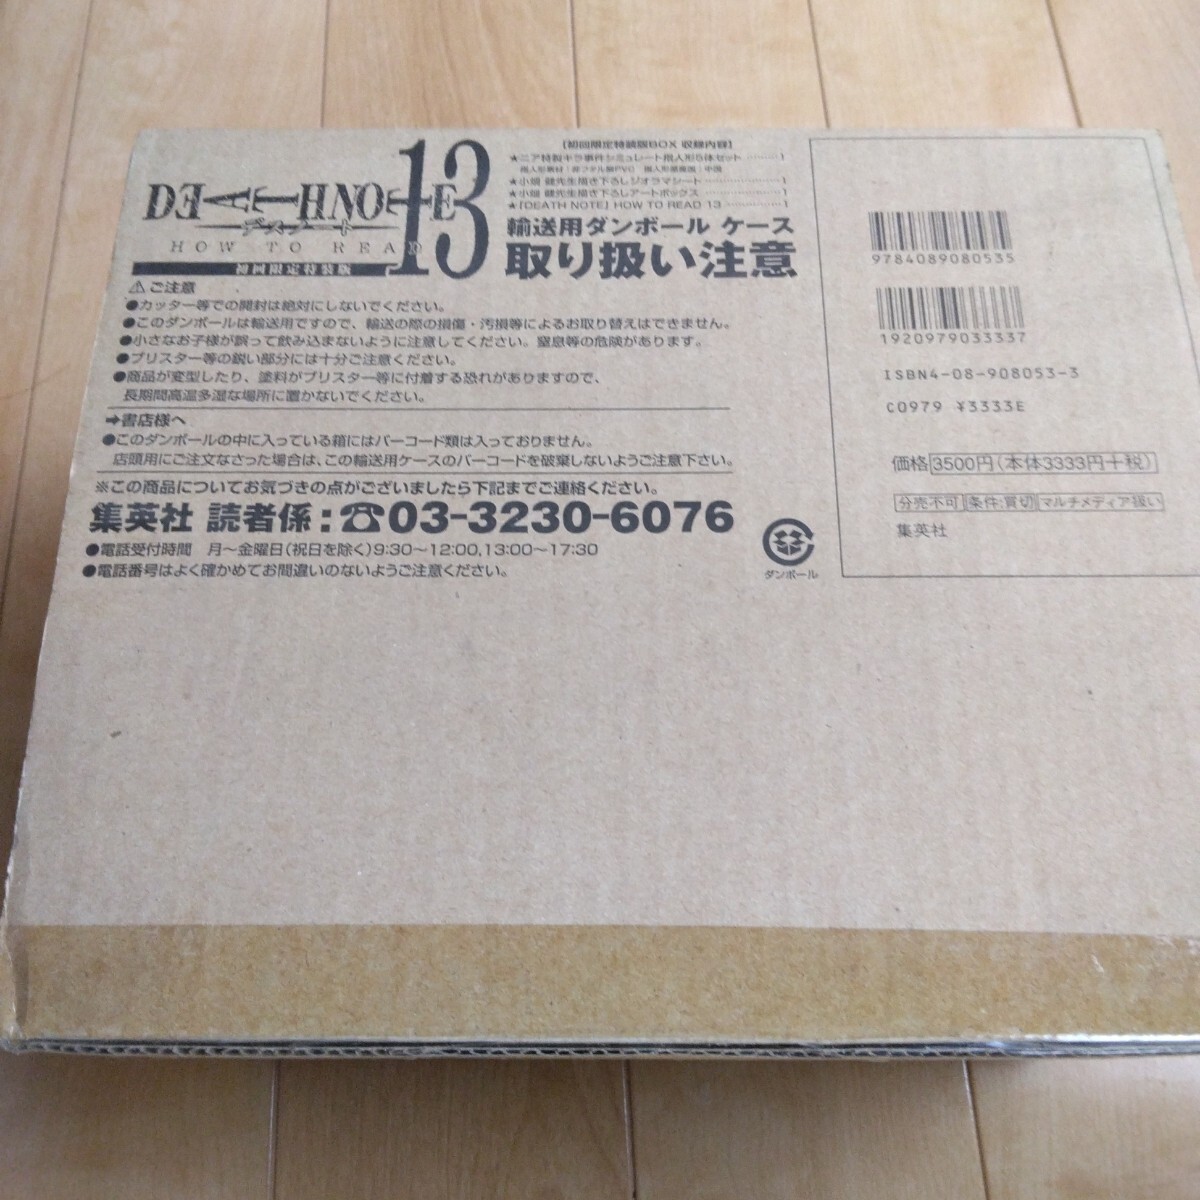 DEATH NOTE 13
デスノート
HOW TO READ
初回限定特装版
【初回限定特装版BOX 収録内容】
★ニア特製キラ事件シミュレート指人形5体セット ………1
指人形素材：非フタル酸PVC 指人形原産国：中国
★小畑 健先生描き下ろしジオラマシート …………………1
★小畑 健先生描き下ろしアートボックス …………………1
★「DEATH NOTE」HOW TO READ 13 ……………1
輸送用ダンボール ケース
取り扱い注意
⚠ご注意
●カッター等での開封は絶対にしないでください。
●このダンボールは輸送用ですので、輸送の際の損傷・汚損等によるお取り替えはできません。
●小さなお子様が誤って飲み込まないように注意してください。窒息等の危険があります。
●ブリスター等の鋭い部分には十分ご注意ください。
●商品が変型したり、塗料がブリスター等に付着する恐れがありますので、
長期間高温多湿な場所に置かないでください。
➔書店様へ
●このダンボールの中に入っている箱にはバーコード類は入っておりません。
店頭用にご注文なさった場合は、この輸送用ケースのバーコードを破棄しないようご注意下さい。
※この商品についてお気づきの点がございましたら下記までご連絡ください。
集英社 読者係：☎03-3230-6076
●電話受付時間 月〜金曜日(祝日を除く)9:30〜12:00,13:00〜17:30
●電話番号はよく確かめてお間違いのないようご注意ください。
ダンボール
9784089080535
1920979033337
ISBN4-08-908053-3
C0979 ¥3333E
価格 3500円(本体3333円+税)
分売不可 条件:買切 マルチメディア扱い
集英社